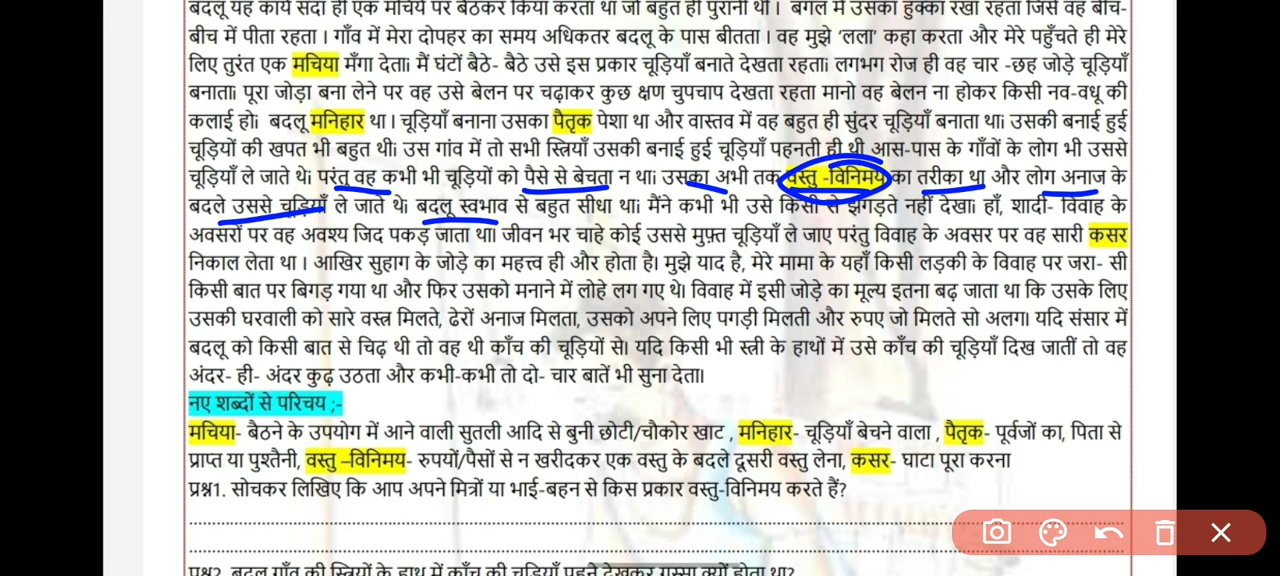 बदलू यह कार्य सदा ही एक मचिये पर बैठकर किया करता था जो बहुत ही पुरानी थी। बगल में उसका हुक्का रखा रहता जिसे वह बीच-
बीच में पीता रहता। गाँव में मेरा दोपहर का समय अधिकतर बदलू के पास बीतता। वह मुझे 'लला' कहा करता और मेरे पहुँचते ही मेरे
लिए तुरंत एक मचिया मँगा देता। मैं घंटों बैठे- बैठे उसे इस प्रकार चूड़ियाँ बनाते देखता रहता। लगभग रोज ही वह चार -छह जोड़े चूड़ियाँ
बनाता। पूरा जोड़ा बना लेने पर वह उसे बेलन पर चढ़ाकर कुछ क्षण चुपचाप देखता रहता मानो वह बेलन ना होकर किसी नव-वधू की
कलाई हो। बदलू मनिहार था। चूड़ियाँ बनाना उसका पैतृक पेशा था और वास्तव में वह बहुत ही सुंदर चूड़ियाँ बनाता था। उसकी बनाई हुई
चूड़ियों की खपत भी बहुत थी। उस गांव में तो सभी स्त्रियाँ उसकी बनाई हुई चूड़ियाँ पहनती ही थी आस-पास के गाँवों के लोग भी उससे
चूड़ियाँ ले जाते थे। परंतु वह कभी भी चूड़ियों को पैसे से बेचता न था। उसका अभी तक वस्तु -विनिमय का तरीका था और लोग अनाज के
बदले उससे चूड़ियाँ ले जाते थे। बदलू स्वभाव से बहुत सीधा था। मैंने कभी भी उसे किसी से झगड़ते नहीं देखा। हाँ, शादी- विवाह के
अवसरों पर वह अवश्य जिद पकड़ जाता था। जीवन भर चाहे कोई उससे मुफ़्त चूड़ियाँ ले जाए परंतु विवाह के अवसर पर वह सारी कसर
निकाल लेता था। आखिर सुहाग के जोड़े का महत्त्व ही और होता है। मुझे याद है, मेरे मामा के यहाँ किसी लड़की के विवाह पर जरा- सी
किसी बात पर बिगड़ गया था और फिर उसको मनाने में लोहे लग गए थे। विवाह में इसी जोड़े का मूल्य इतना बढ़ जाता था कि उसके लिए
उसकी घरवाली को सारे वस्त्र मिलते, ढेरों अनाज मिलता, उसको अपने लिए पगड़ी मिलती और रुपए जो मिलते सो अलग। यदि संसार में
बदलू को किसी बात से चिढ़ थी तो वह थी काँच की चूड़ियों से। यदि किसी भी स्त्री के हाथों में उसे काँच की चूड़ियाँ दिख जातीं तो वह
अंदर- ही- अंदर कुढ़ उठता और कभी-कभी तो दो- चार बातें भी सुना देता।
नए शब्दों से परिचय ;-
मचिया- बैठने के उपयोग में आने वाली सुतली आदि से बुनी छोटी/चौकोर खाट , मनिहार- चूड़ियाँ बेचने वाला , पैतृक- पूर्वजों का, पिता से
प्राप्त या पुश्तैनी, वस्तु –विनिमय- रुपयों/पैसों से न खरीदकर एक वस्तु के बदले दूसरी वस्तु लेना, कसर- घाटा पूरा करना
प्रश्न1. सोचकर लिखिए कि आप अपने मित्रों या भाई-बहन से किस प्रकार वस्तु-विनिमय करते हैं?
प्रश्न2. बदलू गाँव की स्त्रियों के हाथ में काँच की चूड़ियाँ पहने देखकर गुस्सा क्यों होता था?